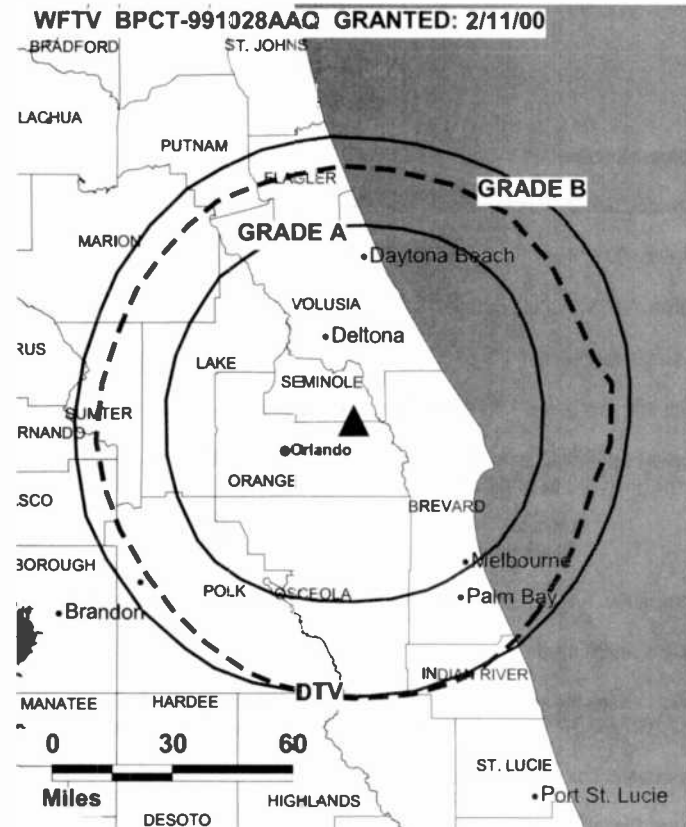 WFTV BPCT-991028AAQ GRANTED: 2/11/00
BRADFORD
ST. JOHNS
LACHUA
PUTNAM
FLAGLER
GRADE B
GRADE A
MARION
Daytona Beach
VOLUSIA
Deltona
RUS
LAKE
SEMINOLE
SUMTER
RNANDO
Orlando
ORANGE
ASCO
BREVARD
BOROUGH
Melbourne
POLK
OSCEOLA
Palm Bay
Brandon
INDIAN RIVER
DTV
MANATEE
HARDEE
0 30 60
ST. LUCIE
Miles
HIGHLANDS
Port St. Lucie
DESOTO